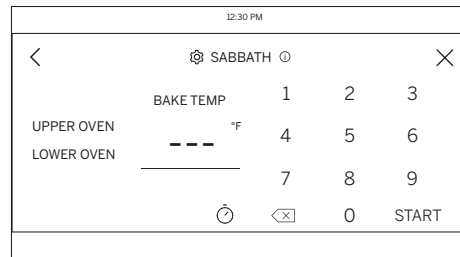 12:30 PM
SABBATH
BAKE TEMP
UPPER OVEN
LOWER OVEN
--- °F
1 2 3
4 5 6
7 8 9
0 START